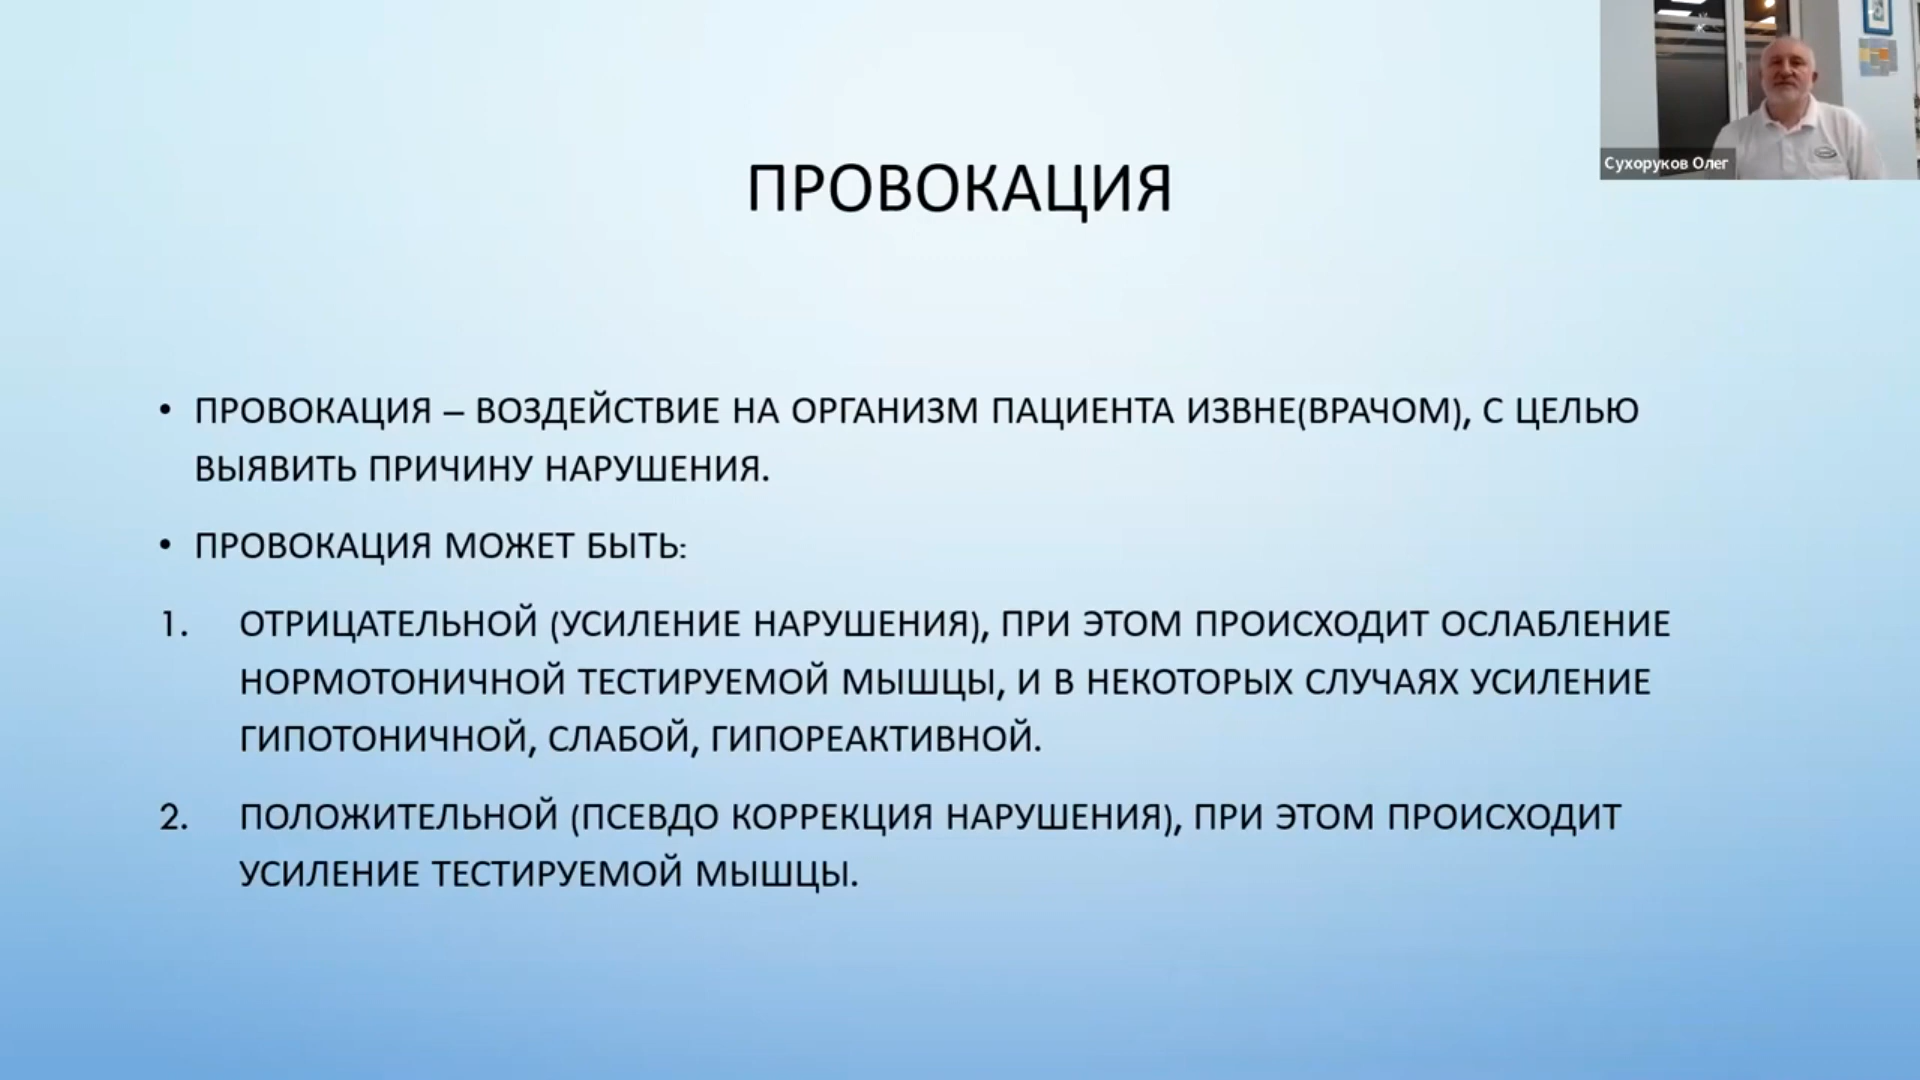 Сухоруков Олег
ПРОВОКАЦИЯ
• ПРОВОКАЦИЯ – ВОЗДЕЙСТВИЕ НА ОРГАНИЗМ ПАЦИЕНТА ИЗВНЕ(ВРАЧОМ), С ЦЕЛЬЮ
ВЫЯВИТЬ ПРИЧИНУ НАРУШЕНИЯ.
• ПРОВОКАЦИЯ МОЖЕТ БЫТЬ:
1. ОТРИЦАТЕЛЬНОЙ (УСИЛЕНИЕ НАРУШЕНИЯ), ПРИ ЭТОМ ПРОИСХОДИТ ОСЛАБЛЕНИЕ
НОРМОТОНИЧНОЙ ТЕСТИРУЕМОЙ МЫШЦЫ, И В НЕКОТОРЫХ СЛУЧАЯХ УСИЛЕНИЕ
ГИПОТОНИЧНОЙ, СЛАБОЙ, ГИПОРЕАКТИВНОЙ.
2. ПОЛОЖИТЕЛЬНОЙ (ПСЕВДО КОРРЕКЦИЯ НАРУШЕНИЯ), ПРИ ЭТОМ ПРОИСХОДИТ
УСИЛЕНИЕ ТЕСТИРУЕМОЙ МЫШЦЫ.